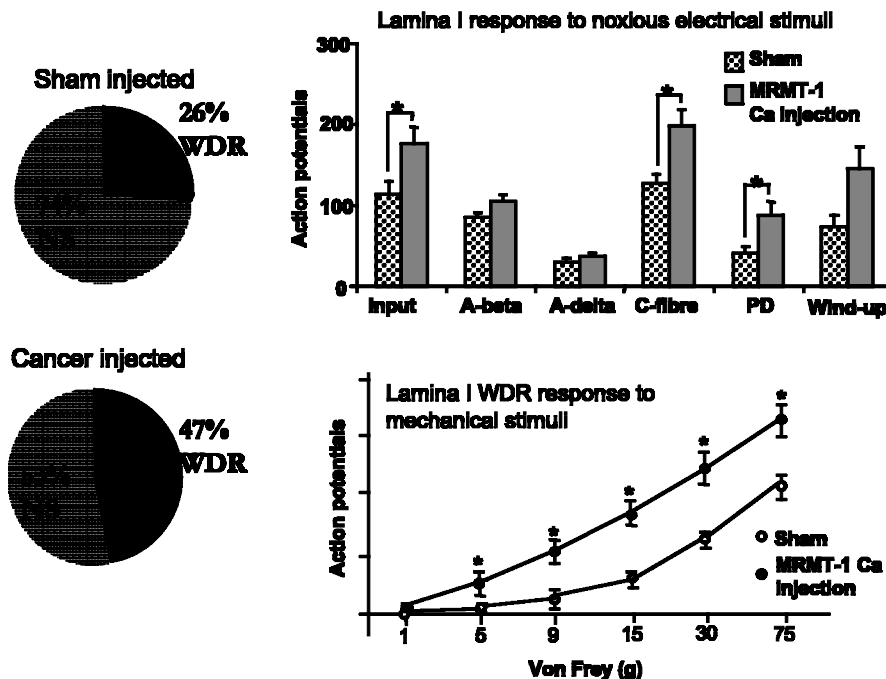 Lamina I response to noxious electrical stimuli
Sham injected
26%
WDR
Action potentials
300
200
100
0
Sham
MRMT-1
Ca injection
*
*
*
Input
A-beta
A-delta
C-fibre
PD
Wind-up
Cancer injected
47%
WDR
Lamina I WDR response to
mechanical stimuli
Action potentials
*
*
*
*
*
Sham
MRMT-1 Ca
injection
1
5
9
15
30
75
Von Frey (g)